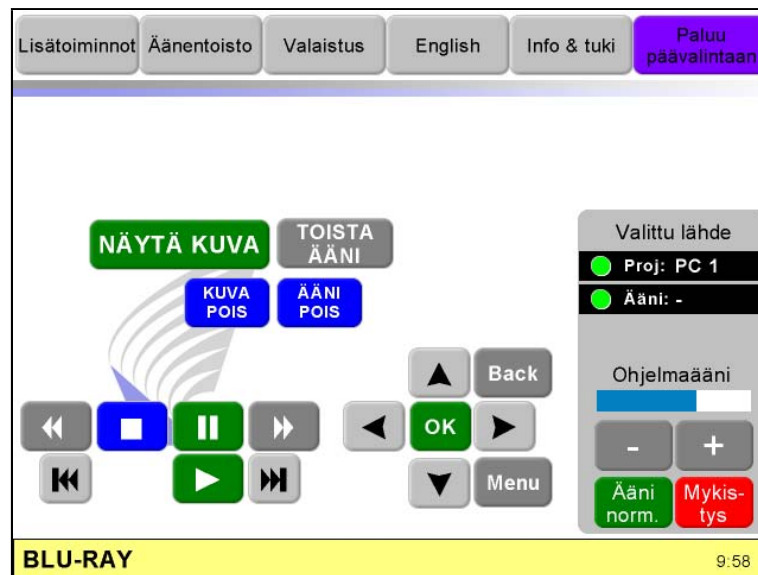 Lisätoiminnot
Äänentoisto
Valaistus
English
Info & tuki
Paluu
päävalintaan
NÄYTÄ KUVA
TOISTA
ÄÄNI
KUVA
POIS
ÄÄNI
POIS
Valittu lähde
Proj: PC 1
Ääni: -
Back
OK
Menu
Ohjelmaääni
- +
Ääni
norm.
Mykis-
tys
BLU-RAY
9:58